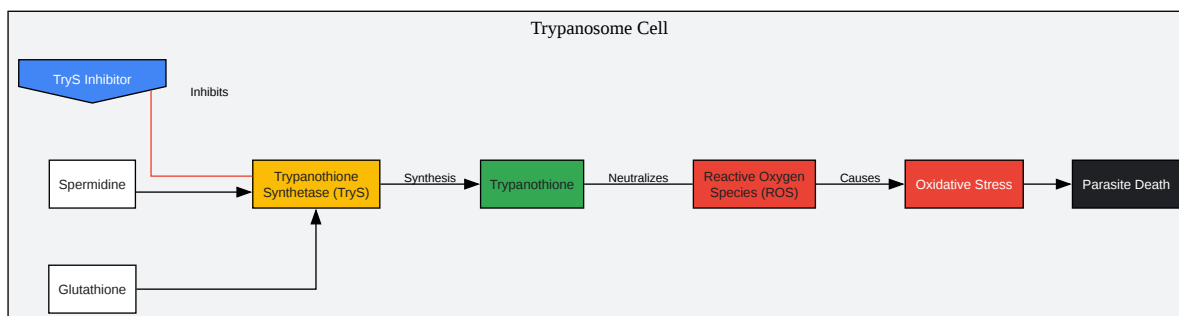 Trypanosome Cell
TryS Inhibitor
Inhibits
Spermidine
Trypanothione
Synthetase (TryS)
Synthesis
Trypanothione
Neutralizes
Reactive Oxygen
Species (ROS)
Causes
Oxidative Stress
Parasite Death
Glutathione